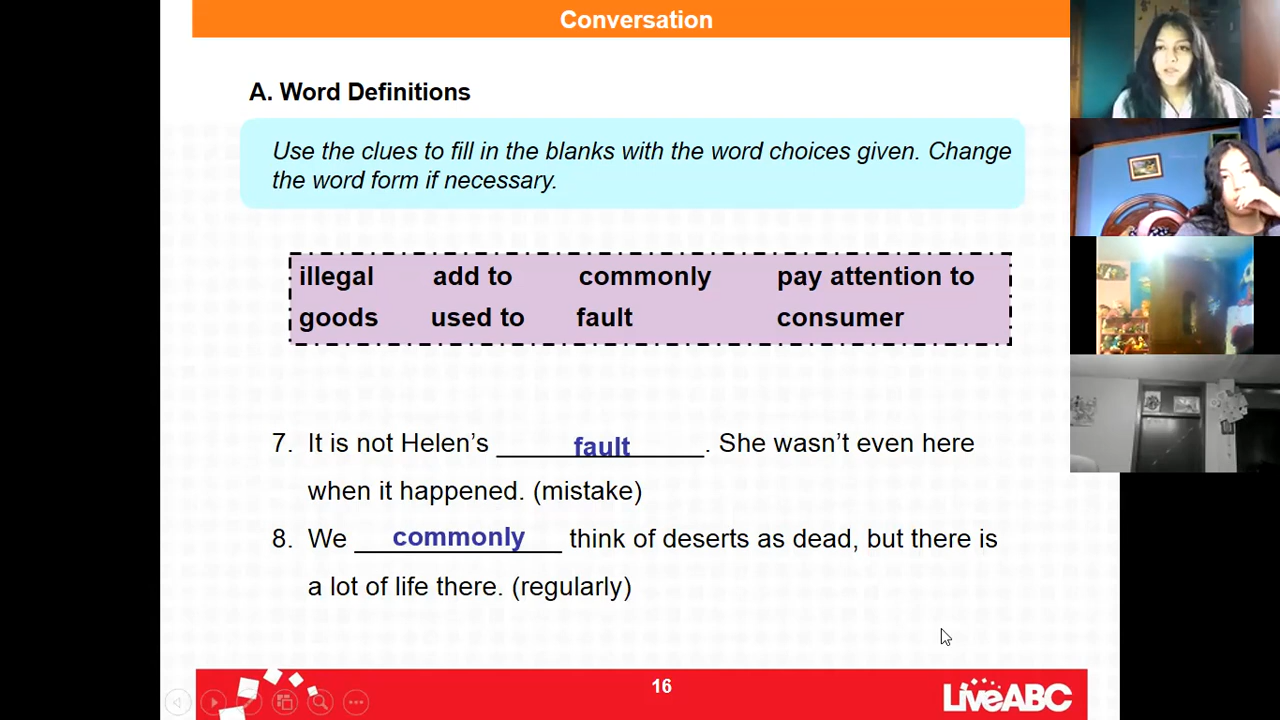 Conversation
A. Word Definitions
Use the clues to fill in the blanks with the word choices given. Change
the word form if necessary.
illegal add to commonly pay attention to
goods used to fault consumer
7. It is not Helen's fault. She wasn't even here
when it happened. (mistake)
8. We commonly think of deserts as dead, but there is
a lot of life there. (regularly)
16
LiveABC